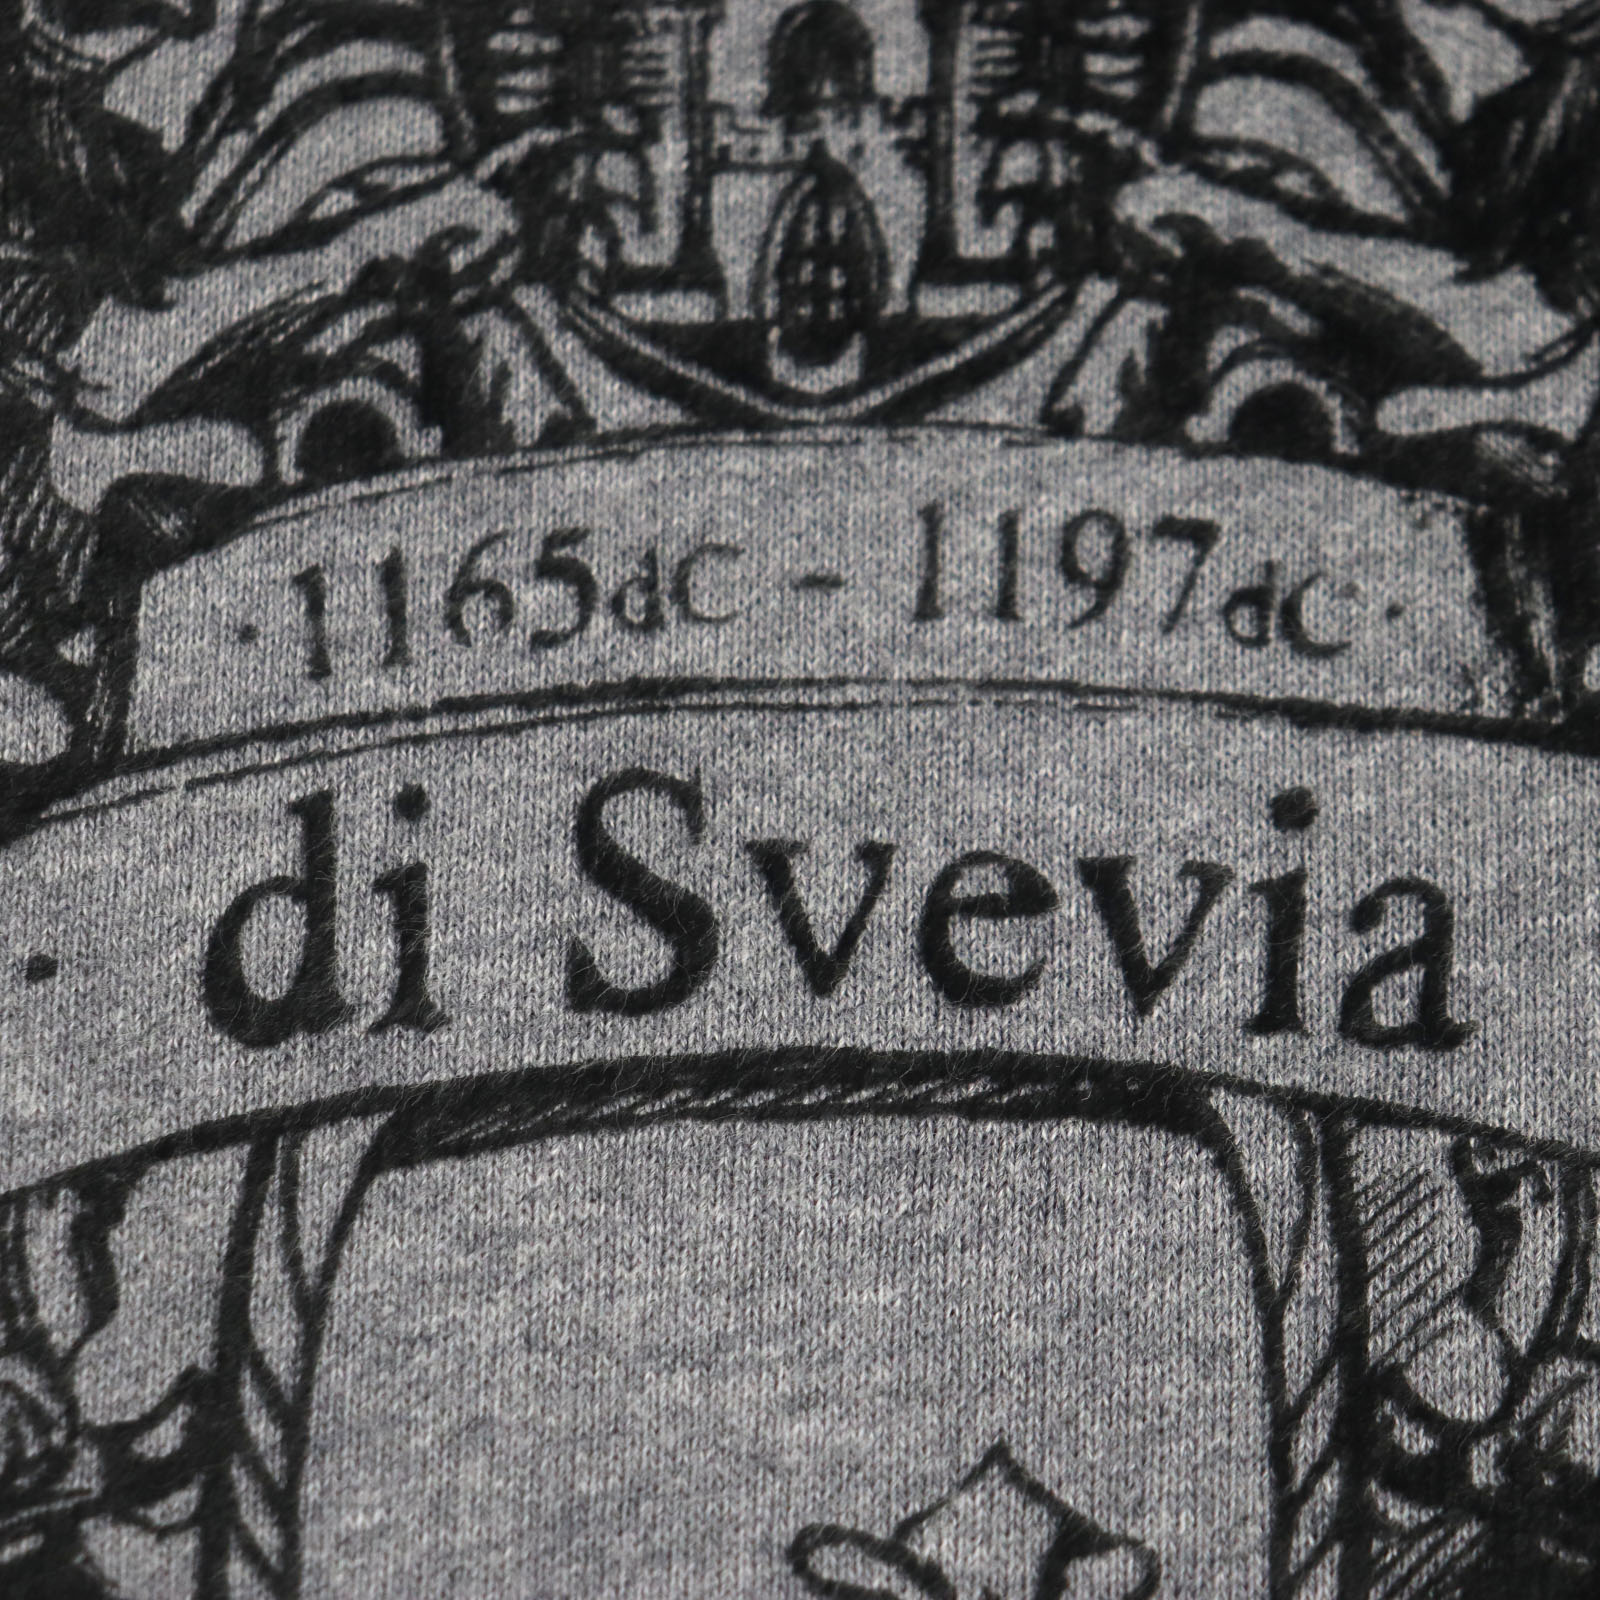 · 1165dC - 1197dC ·
· di Svevia